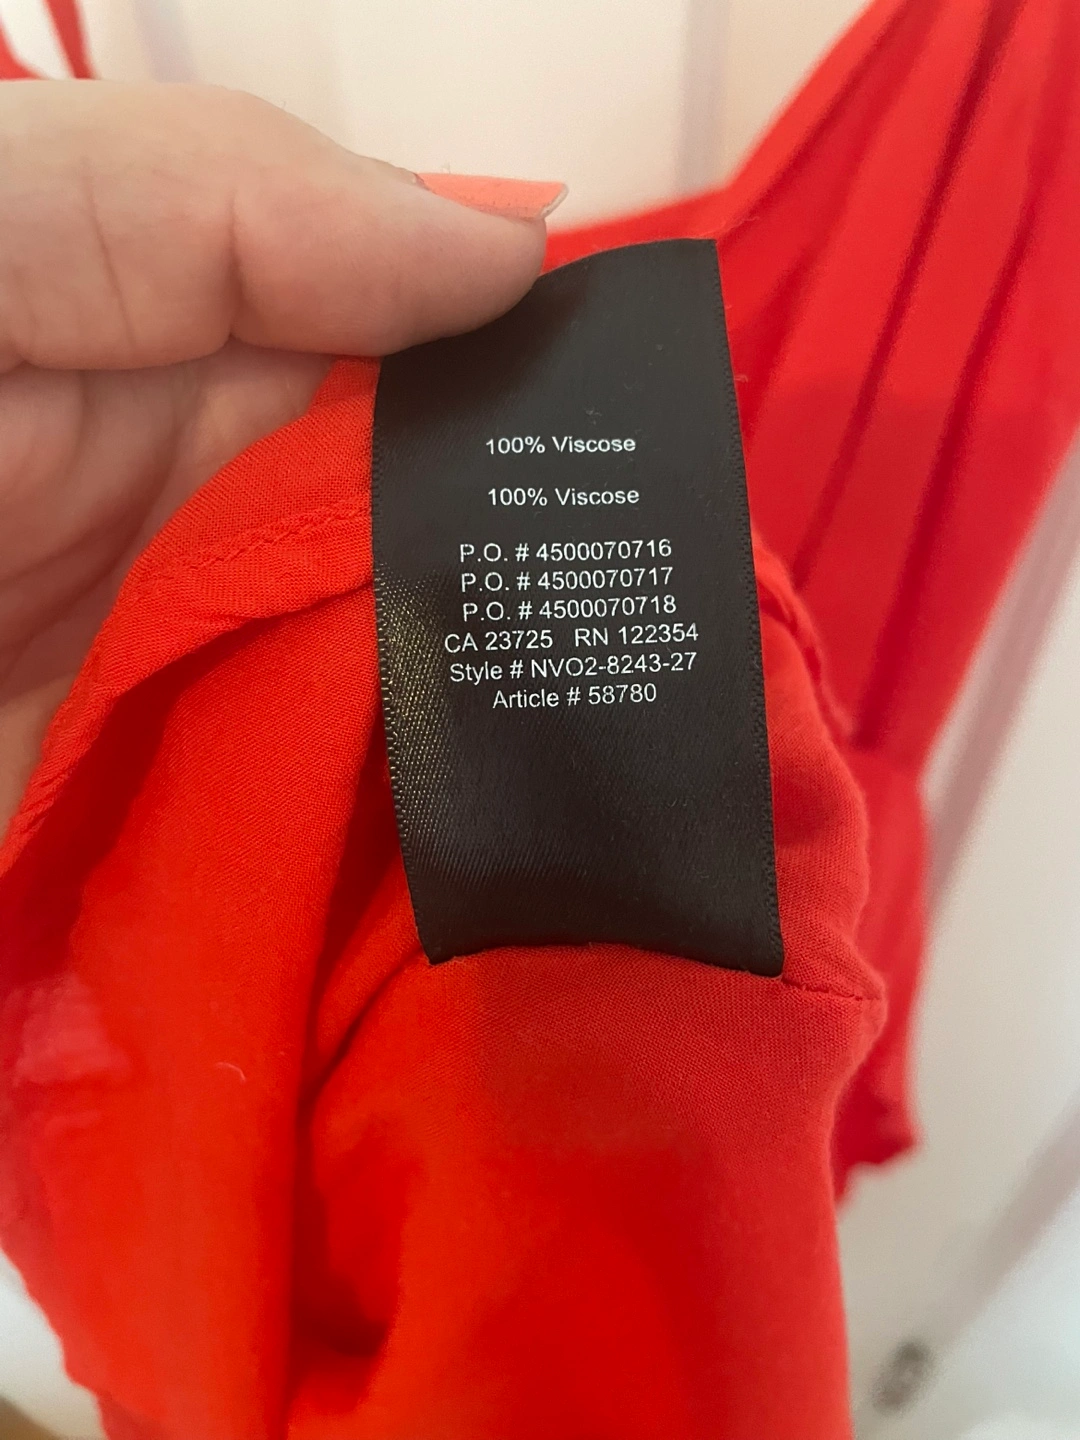 100% Viscose
100% Viscose
P.O. # 4500070716
P.O. # 4500070717
P.O. # 4500070718
CA 23725 RN 122354
Style # NVO2-8243-27
Article # 58780